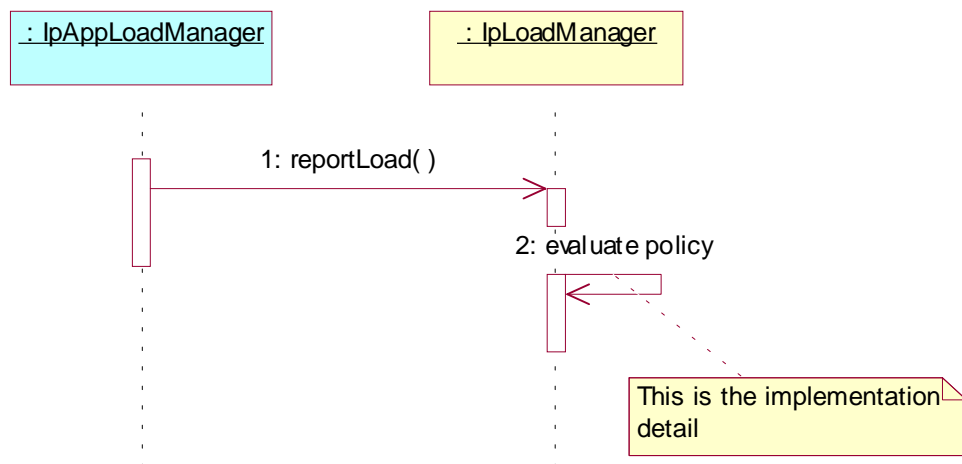 : IpAppLoadManager
: IpLoadManager
1: reportLoad( )
2: evaluate policy
This is the implementation
detail